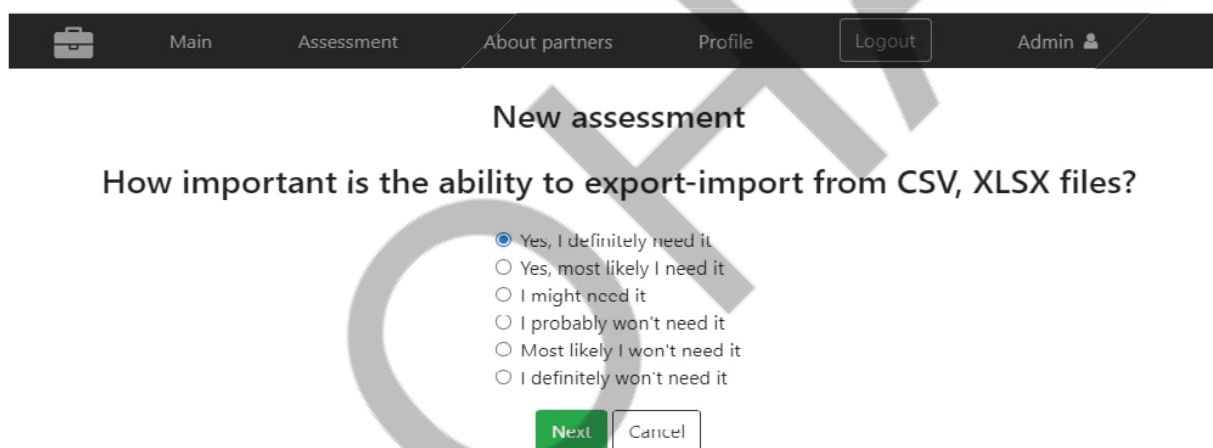 Main Assessment About partners Profile Logout Admin
New assessment
How important is the ability to export-import from CSV, XLSX files?
Yes, I definitely need it
Yes, most likely I need it
I might need it
I probably won't need it
Most likely I won't need it
I definitely won't need it
Next Cancel